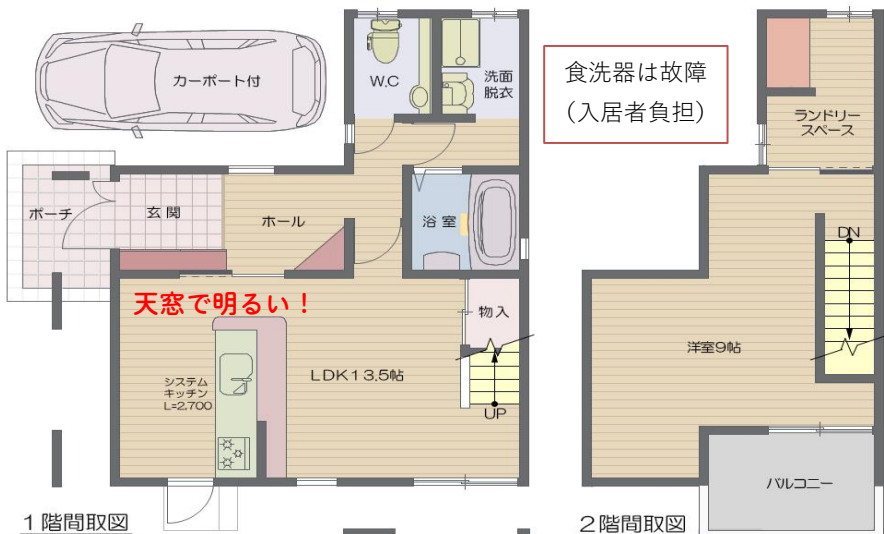 カーポート付
W.C
洗面
脱衣
食洗器は故障
（入居者負担）
ランドリー
スペース
ポーチ
玄関
ホール
浴室
DN
天窓で明るい！
物入
システム
キッチン
L=2,700
LDK13.5帖
UP
洋室9帖
バルコニー
1階間取図
2階間取図